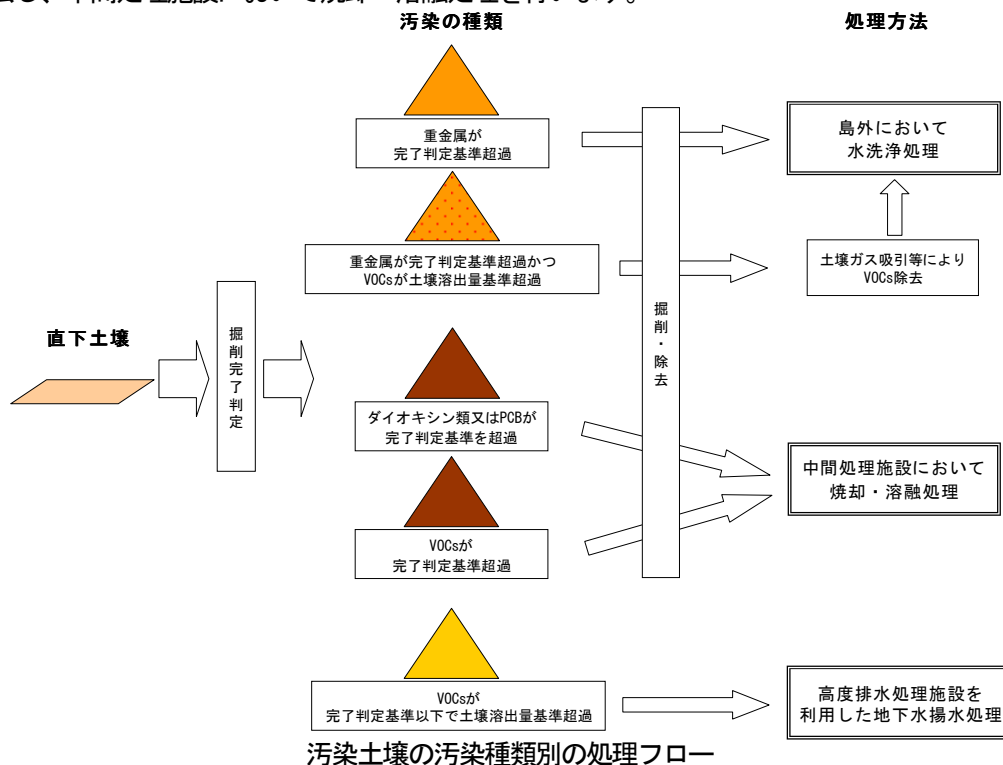 汚染の種類
処理方法
重金属が
完了判定基準超過
島外において
水洗浄処理
重金属が完了判定基準超過かつ
VOCsが土壌溶出量基準超過
土壌ガス吸引等により
VOCs除去
直下土壌
掘削完了判定
掘削・除去
ダイオキシン類又はPCBが
完了判定基準を超過
中間処理施設において
焼却・溶融処理
VOCsが
完了判定基準超過
VOCsが
完了判定基準以下で土壌溶出量基準超過
高度排水処理施設を
利用した地下水揚水処理
汚染土壌の汚染種類別の処理フロー